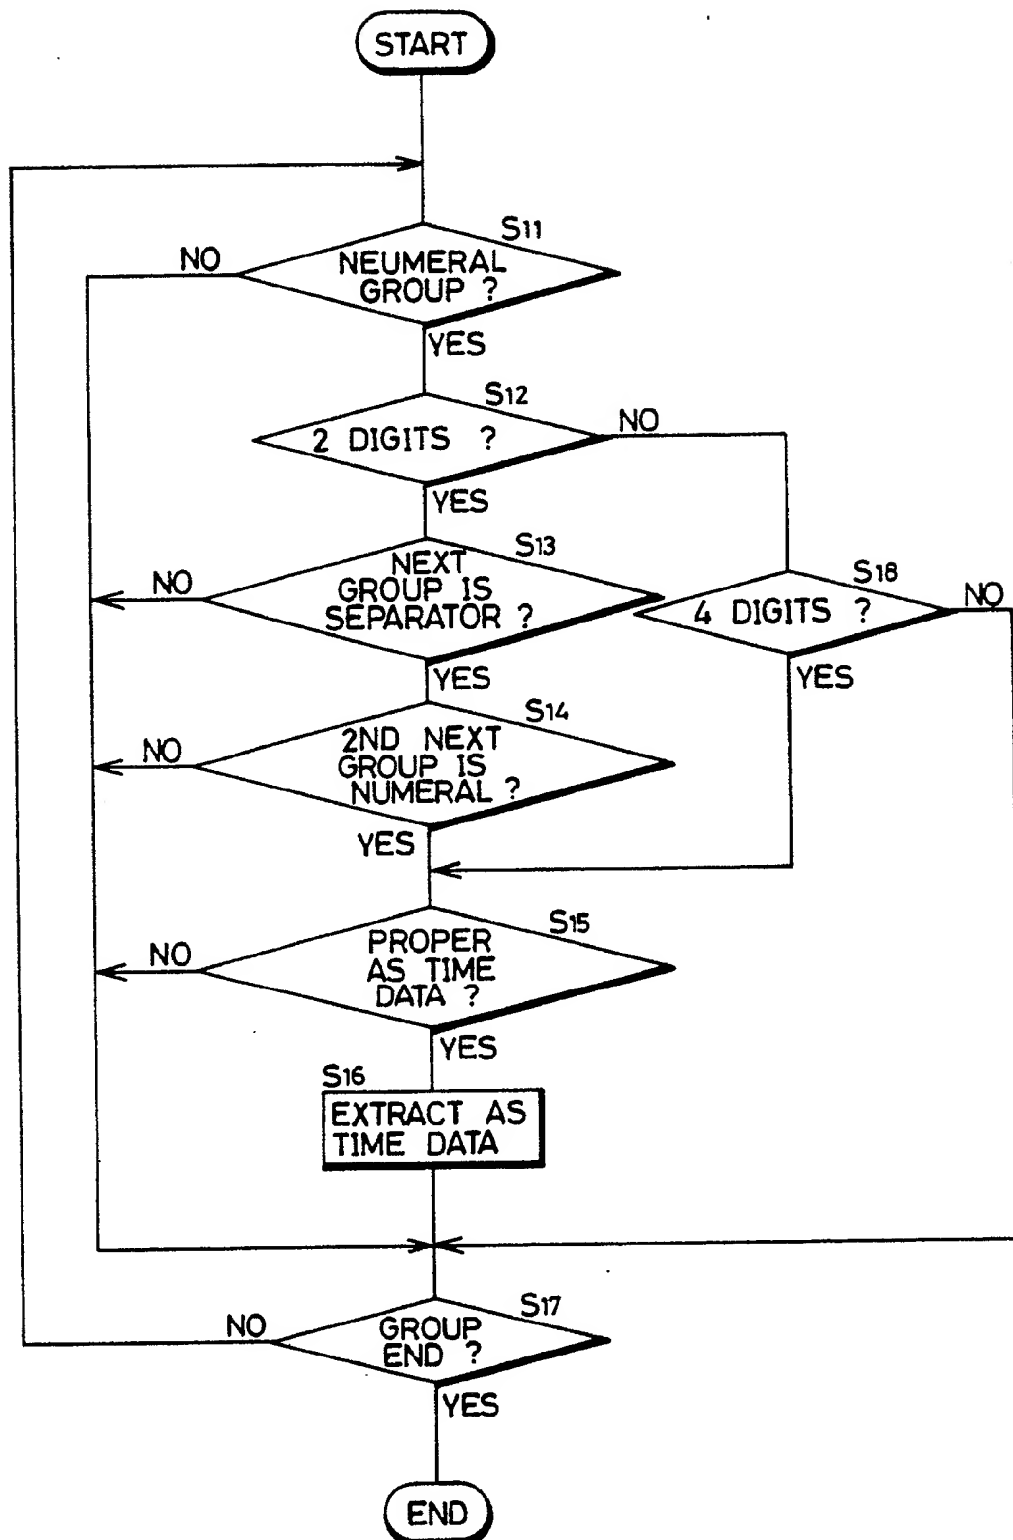 START
S11
NO
NEUMERAL
GROUP ?
YES
S12
2 DIGITS ?
NO
YES
S13
NO
NEXT
GROUP IS
SEPARATOR ?
YES
S18
4 DIGITS ?
NO
YES
S14
NO
2ND NEXT
GROUP IS
NUMERAL ?
YES
S15
NO
PROPER
AS TIME
DATA ?
YES
S16
EXTRACT AS
TIME DATA
S17
NO
GROUP
END ?
YES
END